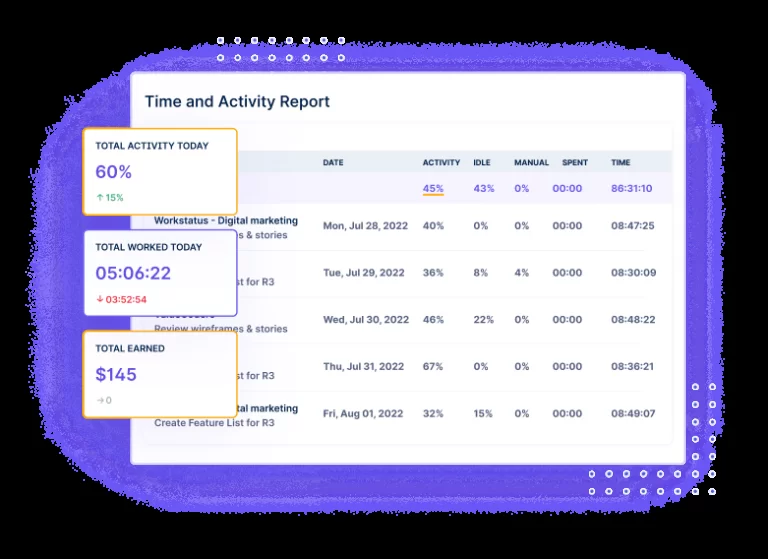 Time and Activity Report
TOTAL ACTIVITY TODAY
60%
↑ 15%
TOTAL WORKED TODAY
05:06:22
↓ 03:52:54
TOTAL EARNED
$145
→ 0
DATE ACTIVITY IDLE MANUAL SPENT TIME
45% 43% 0% 00:00 86:31:10
Workstatus - Digital marketing
s & stories
Mon, Jul 28, 2022 40% 0% 0% 00:00 08:47:25
st for R3
Tue, Jul 29, 2022 36% 8% 4% 00:00 08:30:09
Review wireframes & stories
Wed, Jul 30, 2022 46% 22% 0% 00:00 08:48:22
st for R3
Thu, Jul 31, 2022 67% 0% 0% 00:00 08:36:21
tal marketing
Create Feature List for R3
Fri, Aug 01, 2022 32% 15% 0% 00:00 08:49:07